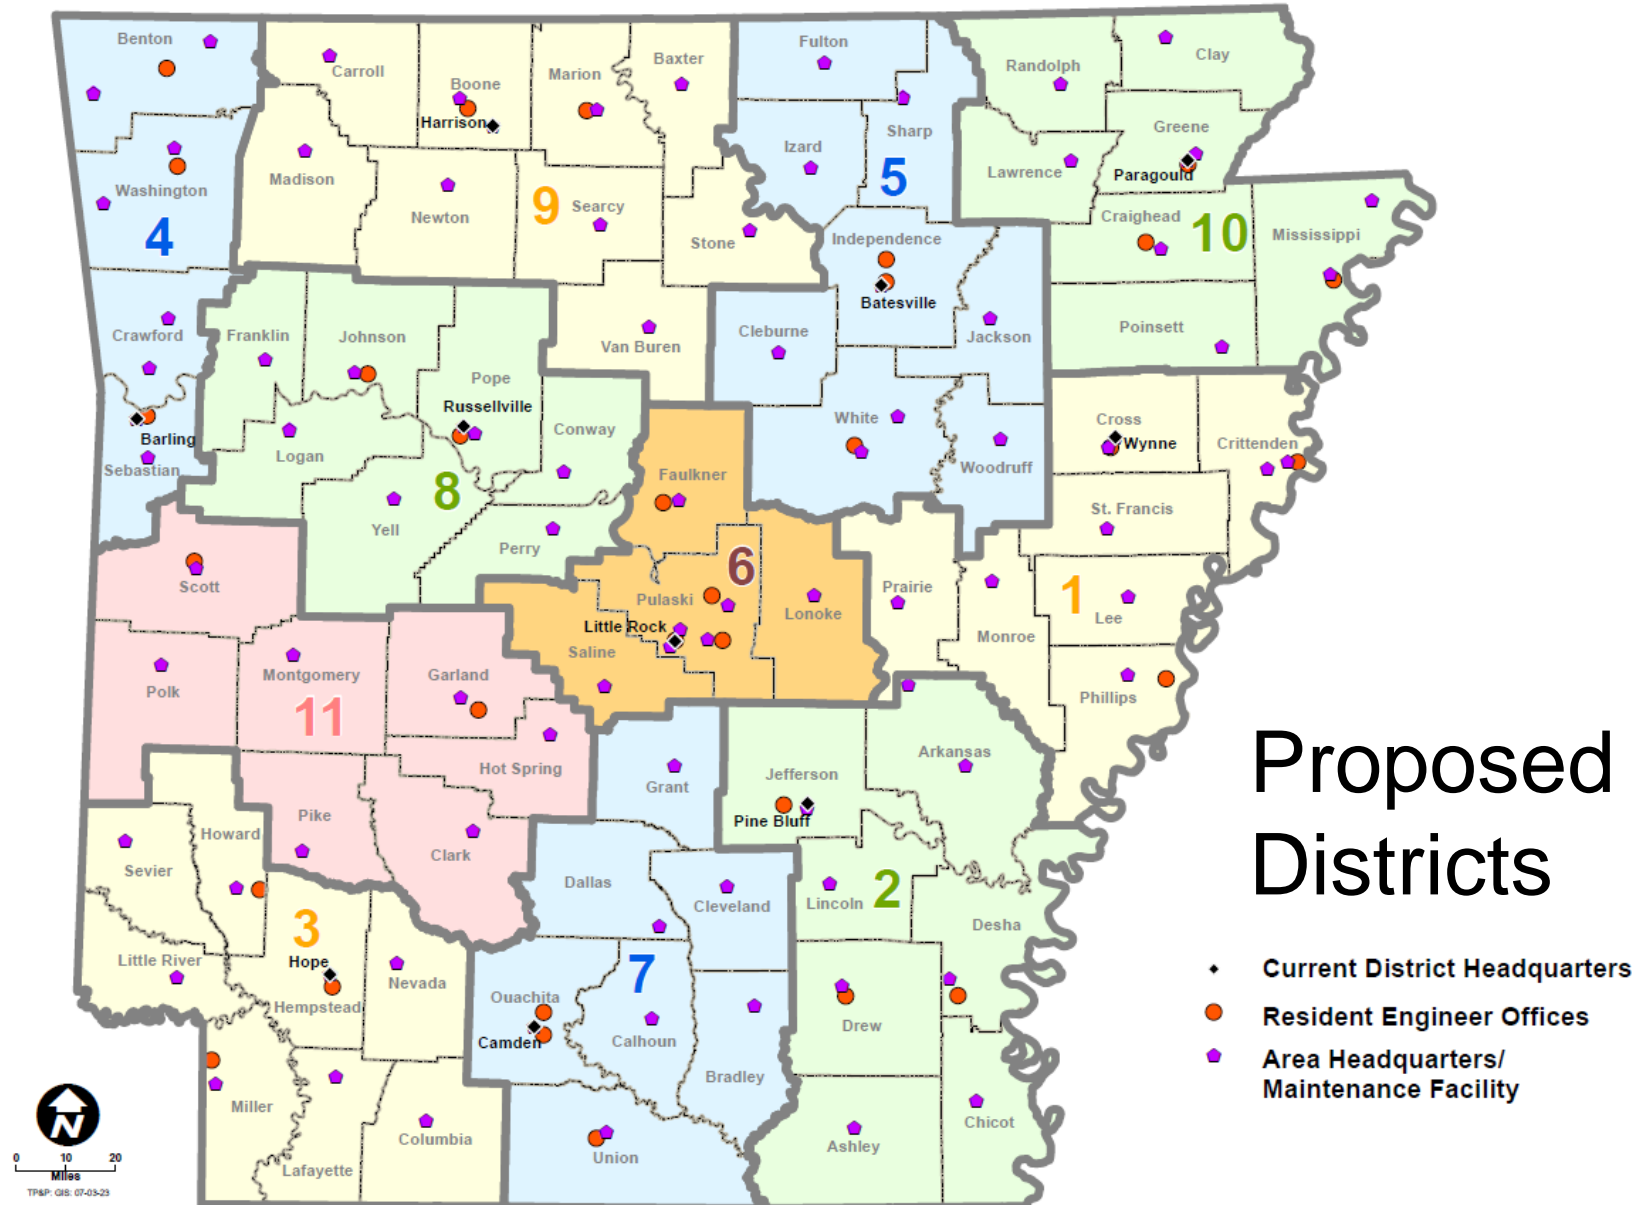 Benton
Carroll
Boone
Marion
Baxter
Fulton
Randolph
Clay
Harrison
Sharp
Izard
Greene
Washington
Madison
Lawrence
Paragould
Newton
9
Searcy
5
4
Stone
Independence
Craighead
10
Mississippi
Batesville
Crawford
Franklin
Johnson
Van Buren
Cleburne
Jackson
Poinsett
Pope
Russellville
Barling
Sebastian
Logan
Conway
White
Woodruff
Cross
Wynne
Crittenden
8
Yell
Perry
Faulkner
St. Francis
6
Scott
Pulaski
Little Rock
Saline
Lonoke
Prairie
Monroe
1
Lee
Polk
Montgomery
11
Garland
Phillips
Hot Spring
Grant
Jefferson
Pine Bluff
Arkansas
Proposed
Districts
Sevier
Howard
Pike
Clark
Dallas
Cleveland
Lincoln
2
Desha
Little River
3
Hope
Hempstead
Nevada
Ouachita
Camden
7
Calhoun
Bradley
Drew
Current District Headquarters
Resident Engineer Offices
Area Headquarters/
Maintenance Facility
Miller
Lafayette
Columbia
Union
Ashley
Chicot
N
0 10 20
Miles
TP&P: GIS: 07-03-23